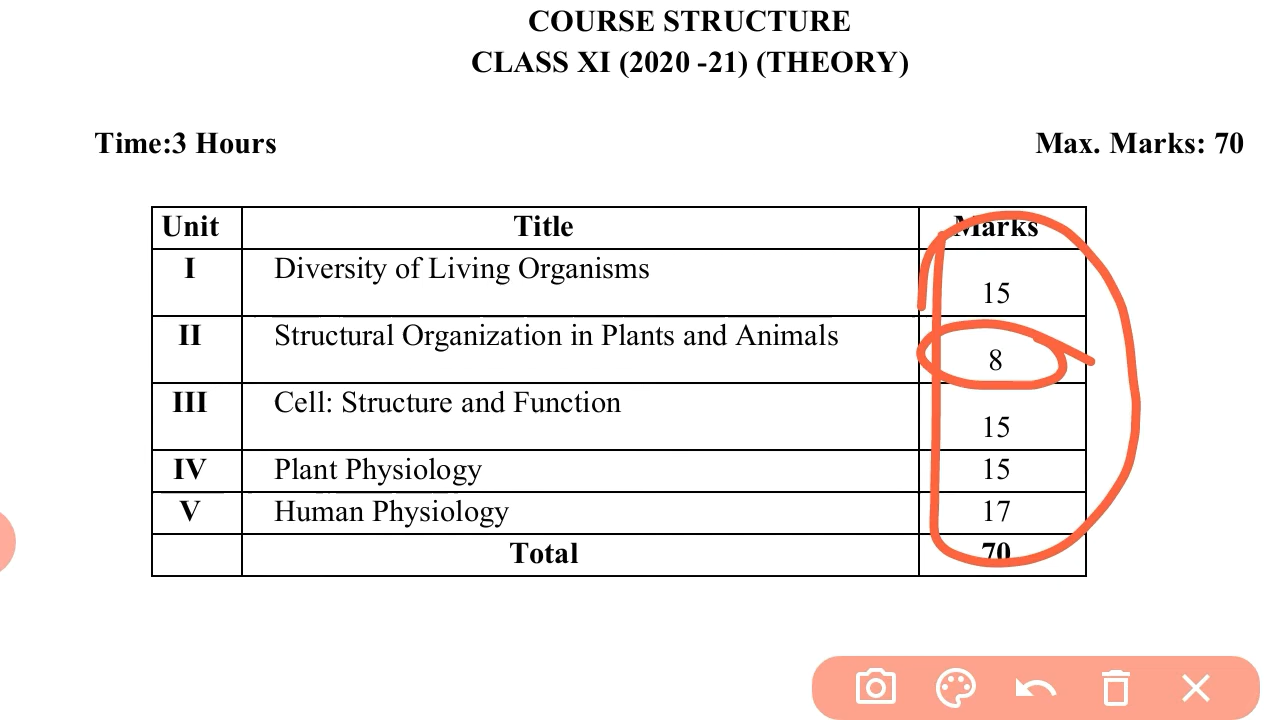 COURSE STRUCTURE
CLASS XI (2020 -21) (THEORY)
Time:3 Hours Max. Marks: 70
Unit Title Marks
I Diversity of Living Organisms 15
II Structural Organization in Plants and Animals 8
III Cell: Structure and Function 15
IV Plant Physiology 15
V Human Physiology 17
Total 70